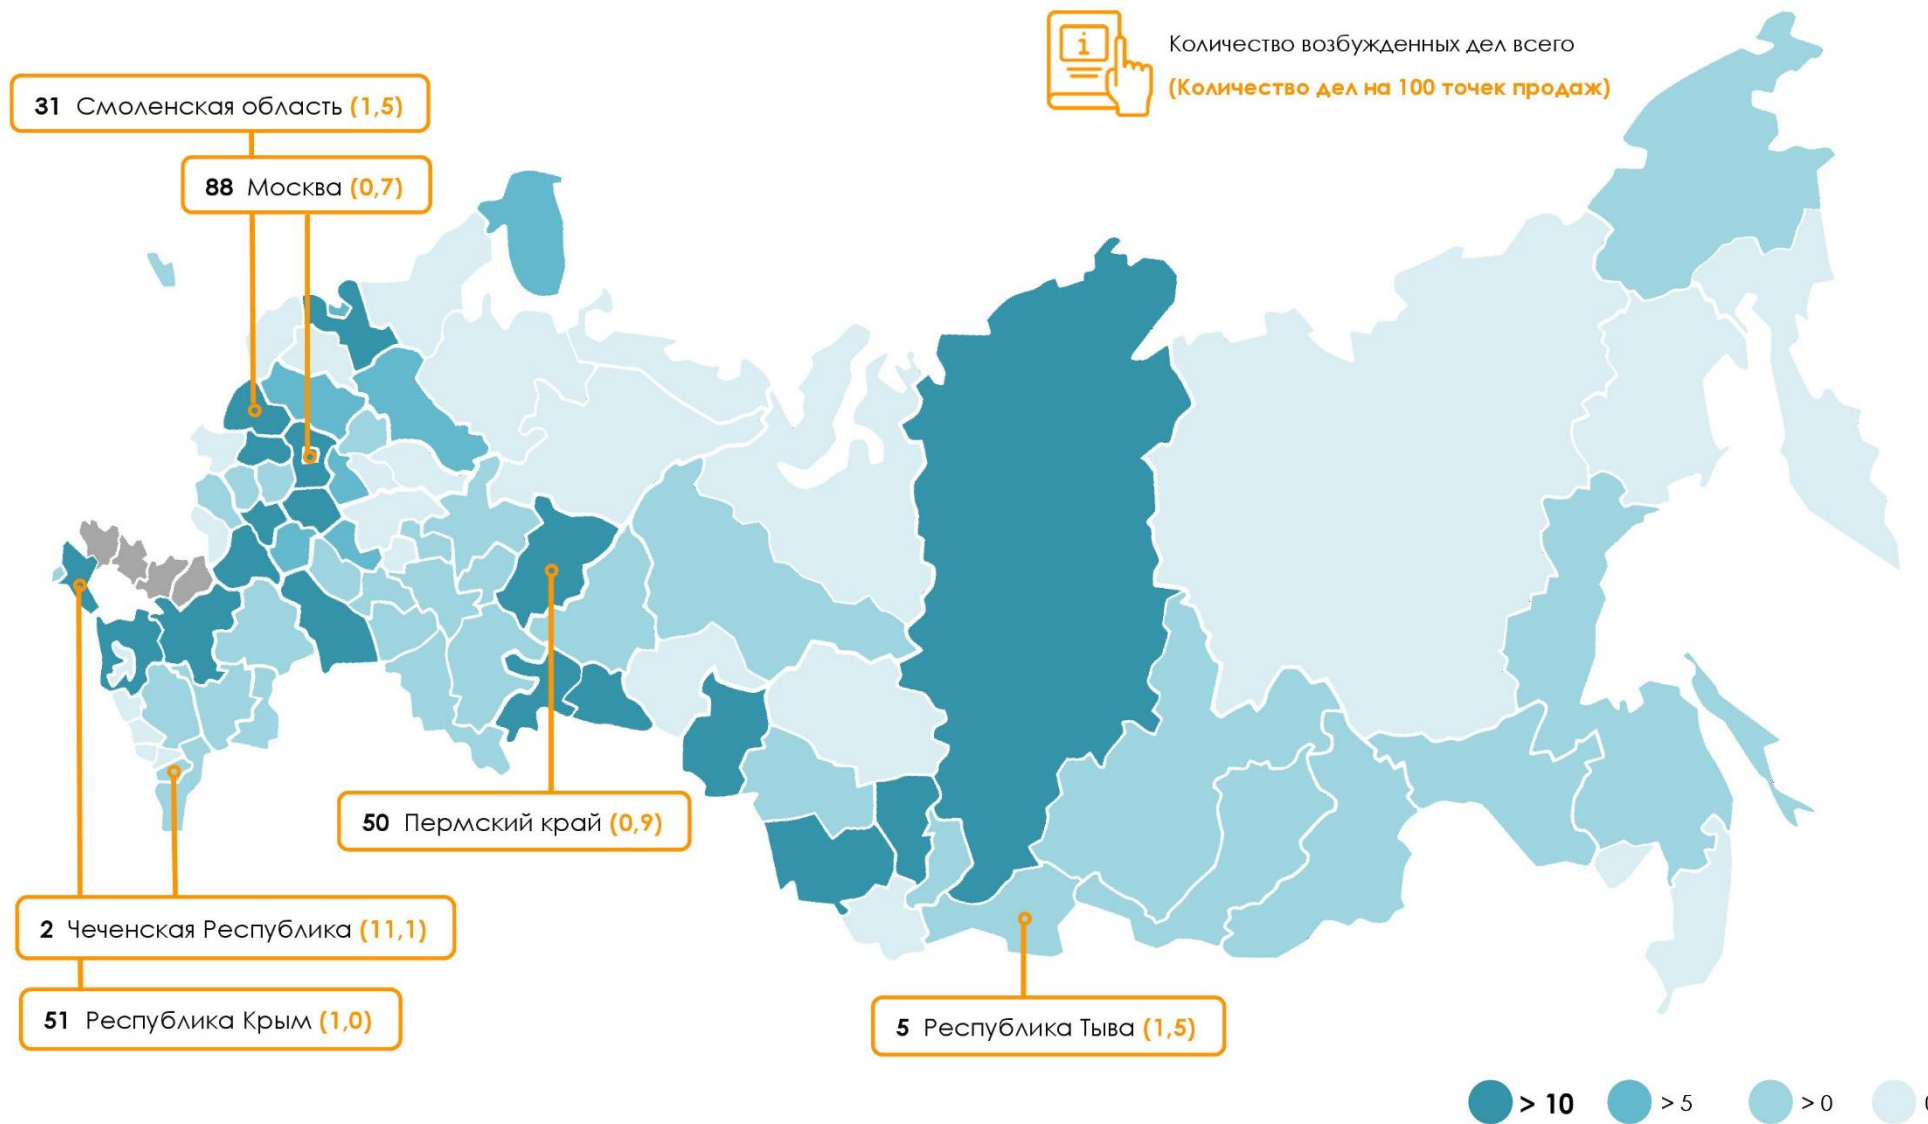 i
Количество возбужденных дел всего
(Количество дел на 100 точек продаж)
31 Смоленская область (1,5)
88 Москва (0,7)
50 Пермский край (0,9)
2 Чеченская Республика (11,1)
51 Республика Крым (1,0)
5 Республика Тыва (1,5)
> 10 > 5 > 0 0